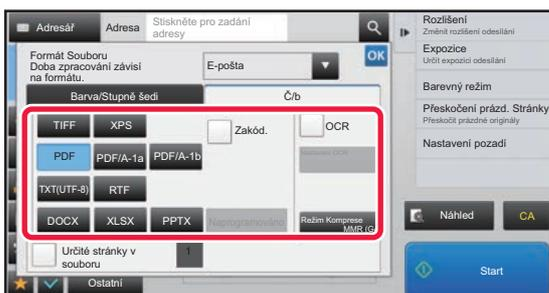 Adresář
Adresa
Stiskněte pro zadání
adresy
Formát Souboru
Doba zpracování závisí
na formátu.
E-pošta
OK
Barva/Stupně šedi
Č/b
TIFF
XPS
Zakód.
OCR
PDF
PDF/A-1a
PDF/A-1b
Nastavení OCR
TXT(UTF-8)
RTF
DOCX
XLSX
PPTX
Naprogramováno
Režim Komprese
MMR (G
Určité stránky v
souboru
1
Ostatní
Rozlišení
Změnit rozlišení odesílání
Expozice
Určit expozici odesílání
Barevný režim
Přeskočení prázd. Stránky
Přeskočit prázdné originály
Nastavení pozadí
Náhled
CA
Start